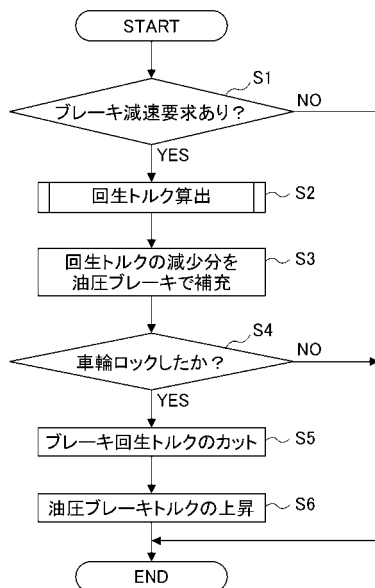 START
S1
ブレーキ減速要求あり?
NO
YES
回生トルク算出
S2
回生トルクの減少分を
油圧ブレーキで補充
S3
S4
車輪ロックしたか?
NO
YES
ブレーキ回生トルクのカット
S5
油圧ブレーキトルクの上昇
S6
END